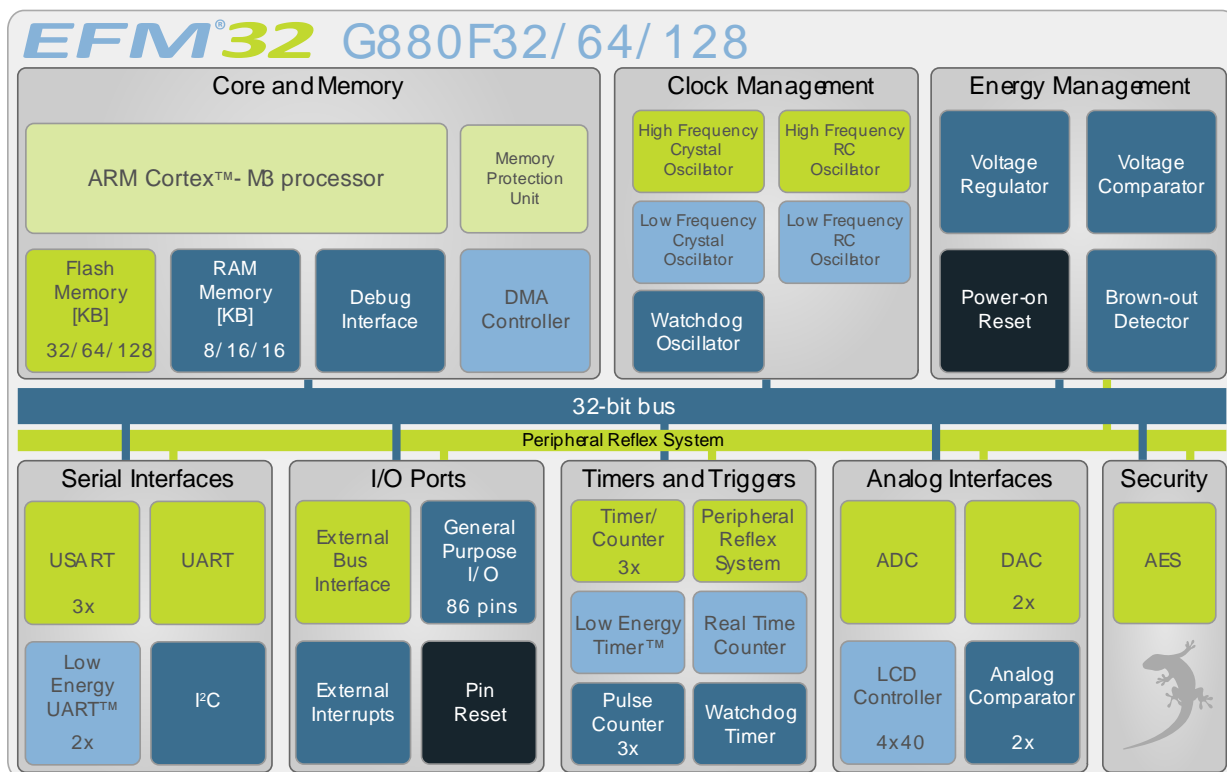 EFM®32 G880F32/64/128
Core and Memory
ARM Cortex™-M3 processor
Memory
Protection
Unit
Flash
Memory
[KB]
32/64/128
RAM
Memory
[KB]
8/16/16
Debug
Interface
DMA
Controller
Clock Management
High Frequency
Crystal
Oscillator
High Frequency
RC
Oscillator
Low Frequency
Crystal
Oscillator
Low Frequency
RC
Oscillator
Watchdog
Oscillator
Energy Management
Voltage
Regulator
Voltage
Comparator
Power-on
Reset
Brown-out
Detector
32-bit bus
Peripheral Reflex System
Serial Interfaces
USART
3x
UART
Low
Energy
UART™
2x
I²C
I/O Ports
External
Bus
Interface
General
Purpose
I/O
86 pins
External
Interrupts
Pin
Reset
Timers and Triggers
Timer/
Counter
3x
Peripheral
Reflex
System
Low Energy
Timer™
Real Time
Counter
Pulse
Counter
3x
Watchdog
Timer
Analog Interfaces
ADC
DAC
2x
LCD
Controller
4x40
Analog
Comparator
2x
Security
AES